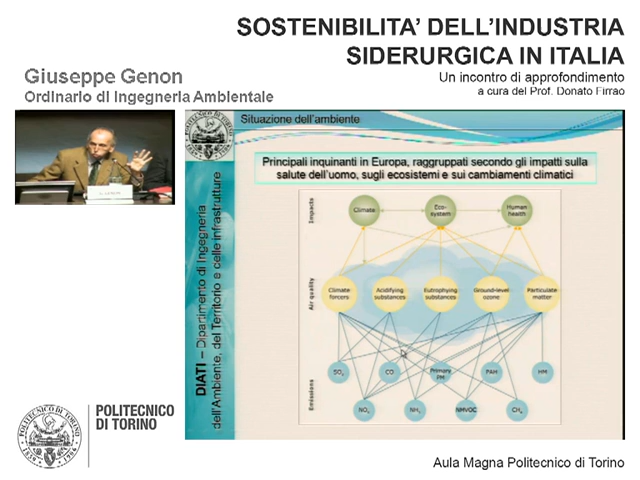 SOSTENIBILITA' DELL'INDUSTRIA
SIDERURGICA IN ITALIA
Un incontro di approfondimento
a cura del Prof. Donato Firrao
Giuseppe Genon
Ordinario di Ingegneria Ambientale
Situazione dell'ambiente
Principali inquinanti in Europa, raggruppati secondo gli impatti sulla
salute dell'uomo, sugli ecosistemi e sui cambiamenti climatici
DIATI – Dipartimento di Ingegneria
dell'Ambiente, del Territorio e delle infrastrutture
Impacts
Climate
Eco-
system
Human
health
Air quality
Climate
forcers
Acidifying
substances
Eutrophying
substances
Ground-level
ozone
Particulate
matter
Emissions
SO₂
CO
Primary
PM
PAH
HM
NOₓ
NH₃
NMVOC
CH₄
POLITECNICO
DI TORINO
Aula Magna Politecnico di Torino